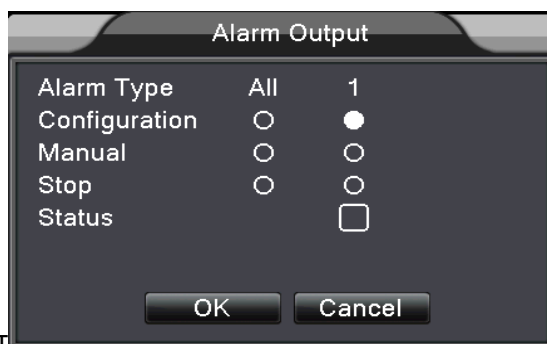 Alarm Output
Alarm Type All 1
Configuration
Manual
Stop
Status
OK Cancel